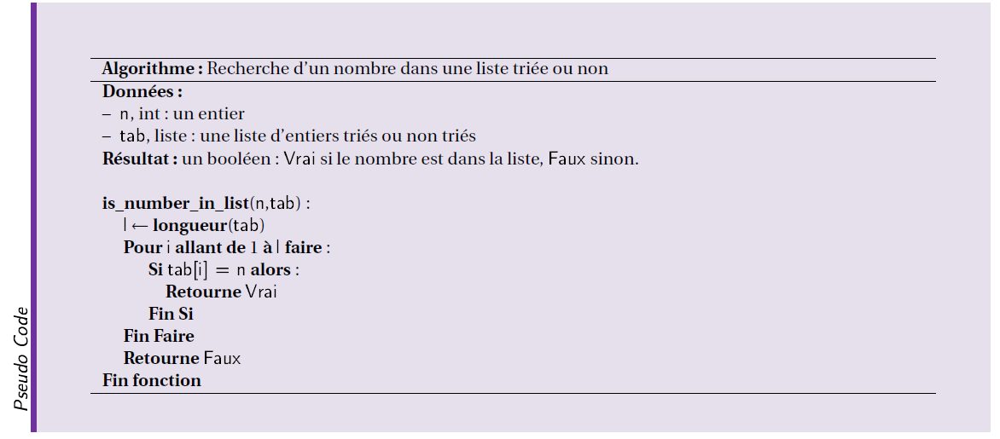 Algorithme : Recherche d'un nombre dans une liste triée ou non
Données :
– n, int : un entier
– tab, liste : une liste d'entiers triés ou non triés
Résultat : un booléen : Vrai si le nombre est dans la liste, Faux sinon.
is_number_in_list(n,tab) :
l ← longueur(tab)
Pour i allant de 1 à l faire :
Si tab[i] = n alors :
Retourne Vrai
Fin Si
Fin Faire
Retourne Faux
Fin fonction
Pseudo Code